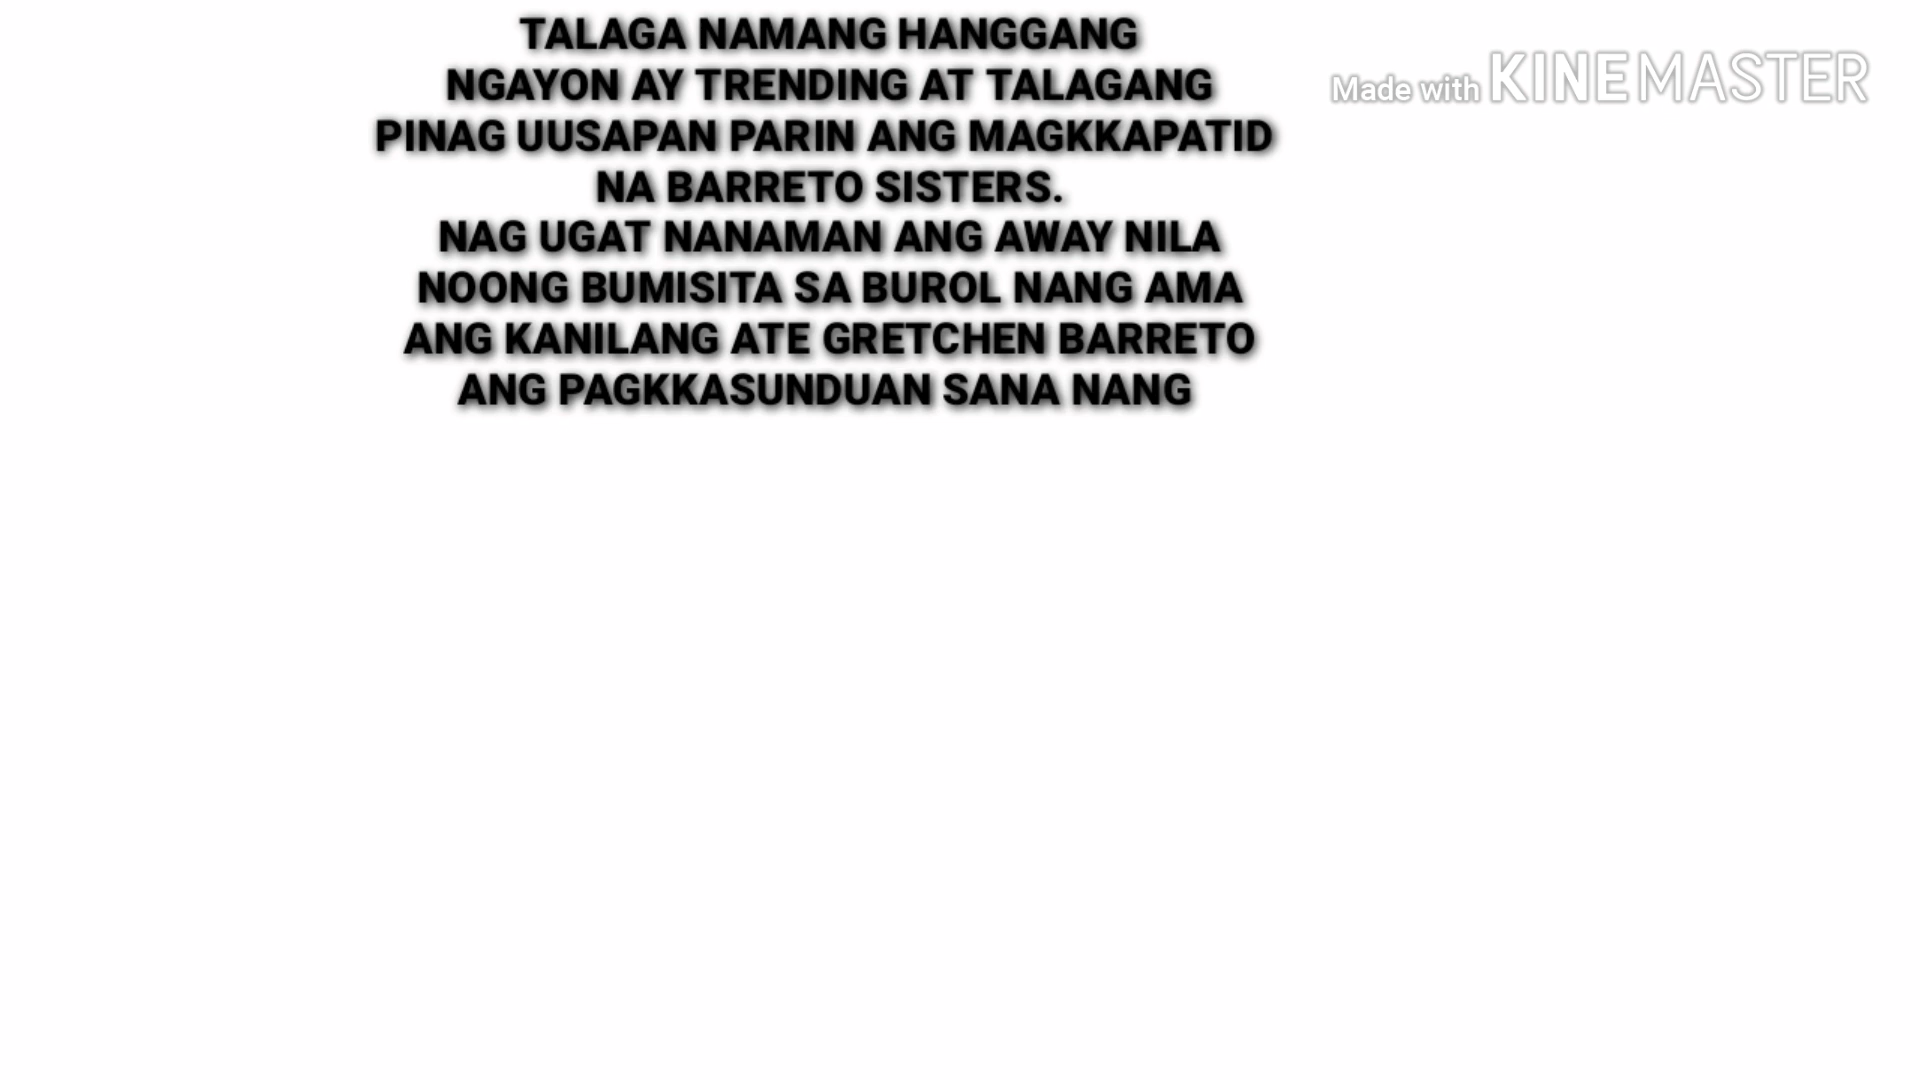 TALAGA NAMANG HANGGANG
NGAYON AY TRENDING AT TALAGANG
PINAG UUSAPAN PARIN ANG MAGKKAPATID
NA BARRETO SISTERS.
NAG UGAT NANAMAN ANG AWAY NILA
NOONG BUMISITA SA BUROL NANG AMA
ANG KANILANG ATE GRETCHEN BARRETO
ANG PAGKKASUNDUAN SANA NANG
Made with KINEMASTER